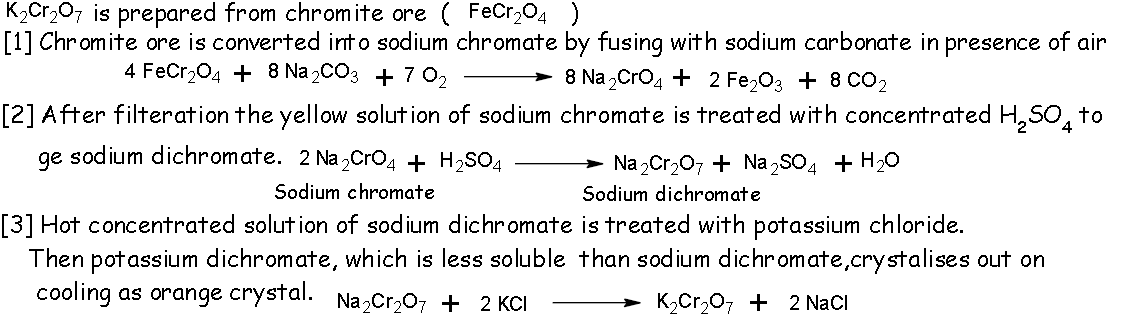 K₂Cr₂O₇ is prepared from chromite ore ( FeCr₂O₄ )
[1] Chromite ore is converted into sodium chromate by fusing with sodium carbonate in presence of air
4 FeCr₂O₄ + 8 Na₂CO₃ + 7 O₂ ⟶ 8 Na₂CrO₄ + 2 Fe₂O₃ + 8 CO₂
[2] After filteration the yellow solution of sodium chromate is treated with concentrated H₂SO₄ to
ge sodium dichromate. 2 Na₂CrO₄ + H₂SO₄ ⟶ Na₂Cr₂O₇ + Na₂SO₄ + H₂O
Sodium chromate Sodium dichromate
[3] Hot concentrated solution of sodium dichromate is treated with potassium chloride.
Then potassium dichromate, which is less soluble than sodium dichromate,crystalises out on
cooling as orange crystal. Na₂Cr₂O₇ + 2 KCl ⟶ K₂Cr₂O₇ + 2 NaCl